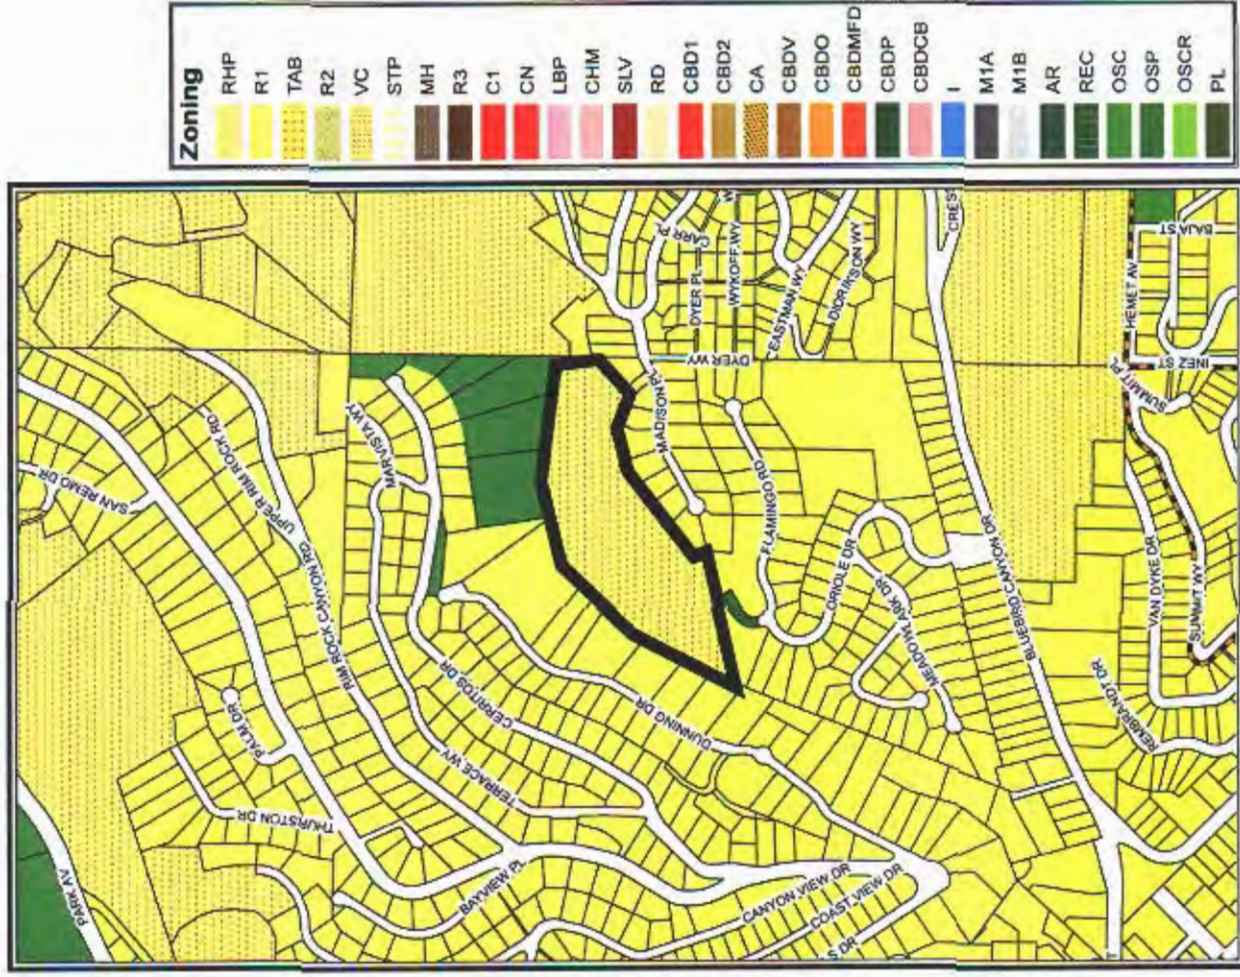 Zoning
RHP
R1
TAB
R2
VC
STP
MH
R3
C1
CN
LBP
CHM
SLV
RD
CBD1
CBD2
CA
CBDV
CBDO
CBDMFD
CBDP
CBDCB
I
M1A
M1B
AR
REC
OSC
OSP
OSCR
PL
PARK AV
SAN REMO DR
UPPER RIM ROCK RD
RIM ROCK CANYON RD
MARVISTA WY
PALM DR
THURSTON DR
CERRITOS DR
TERRACE WY
BAYVIEW PL
DUNNING DR
CANYON VIEW DR
COAST VIEW DR
S DR
CARR PL
DYER PL
WYKOFF WY
W
EASTMAN WY
DIDRIKSON WY
DYER WY
MADISON PL
FLAMINGO RD
ORIOLE DR
MEADOWLARK DR
BLUEBIRD CANYON DR
CRES
HEMET AV
BAJA ST
INEZ ST
SUMMIT PL
VAN DYKE DR
SUMMIT WY
REMBRANDT DR